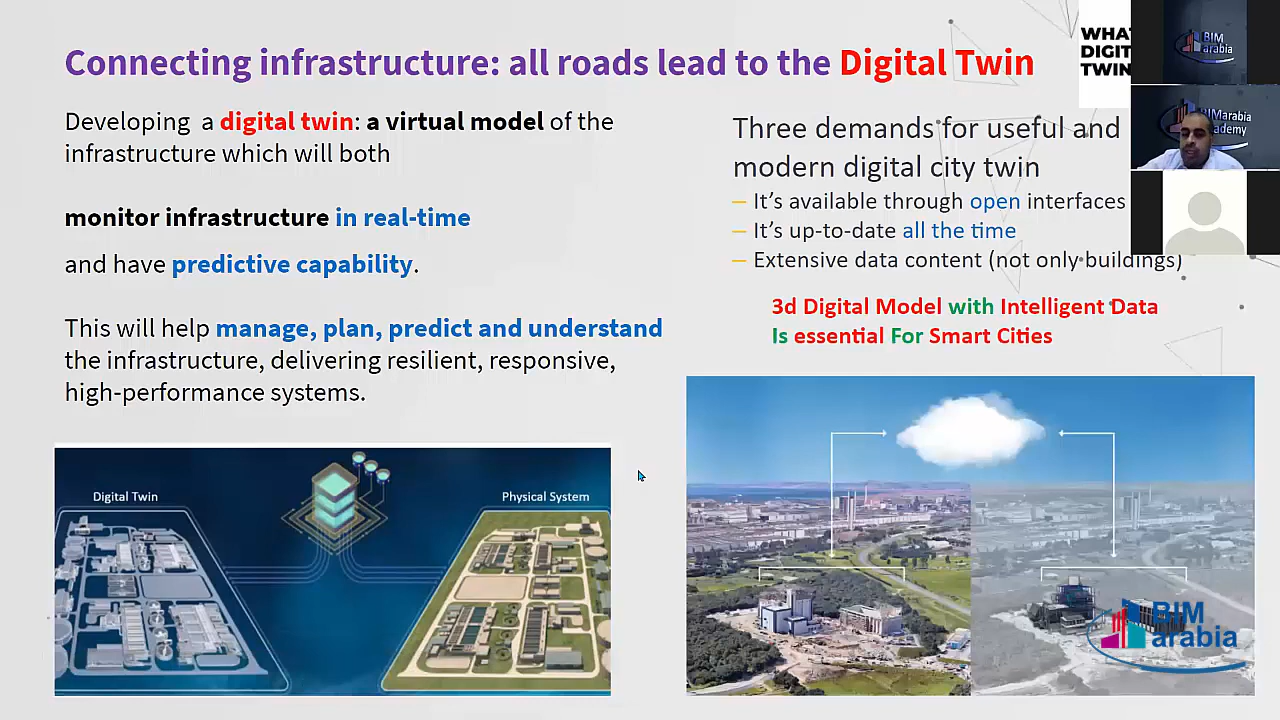 Connecting infrastructure: all roads lead to the Digital Twin
Developing a digital twin: a virtual model of the
infrastructure which will both
monitor infrastructure in real-time
and have predictive capability.
This will help manage, plan, predict and understand
the infrastructure, delivering resilient, responsive,
high-performance systems.
Digital Twin
Physical System
WHAT
DIGIT
TWIN
Three demands for useful and
modern digital city twin
– It's available through open interfaces
– It's up-to-date all the time
– Extensive data content (not only buildings)
3d Digital Model with Intelligent Data
Is essential For Smart Cities
BIM
arabia
BIMarabia
BIM
arabia